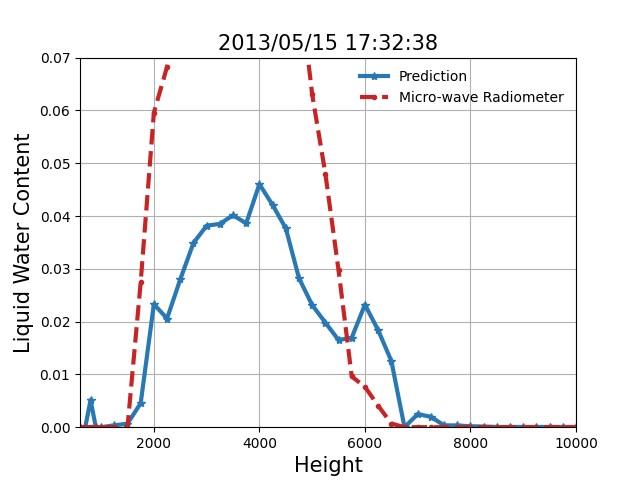 2013/05/15 17:32:38
Prediction
Micro-wave Radiometer
Liquid Water Content
0.07
0.06
0.05
0.04
0.03
0.02
0.01
0.00
2000 4000 6000 8000 10000
Height